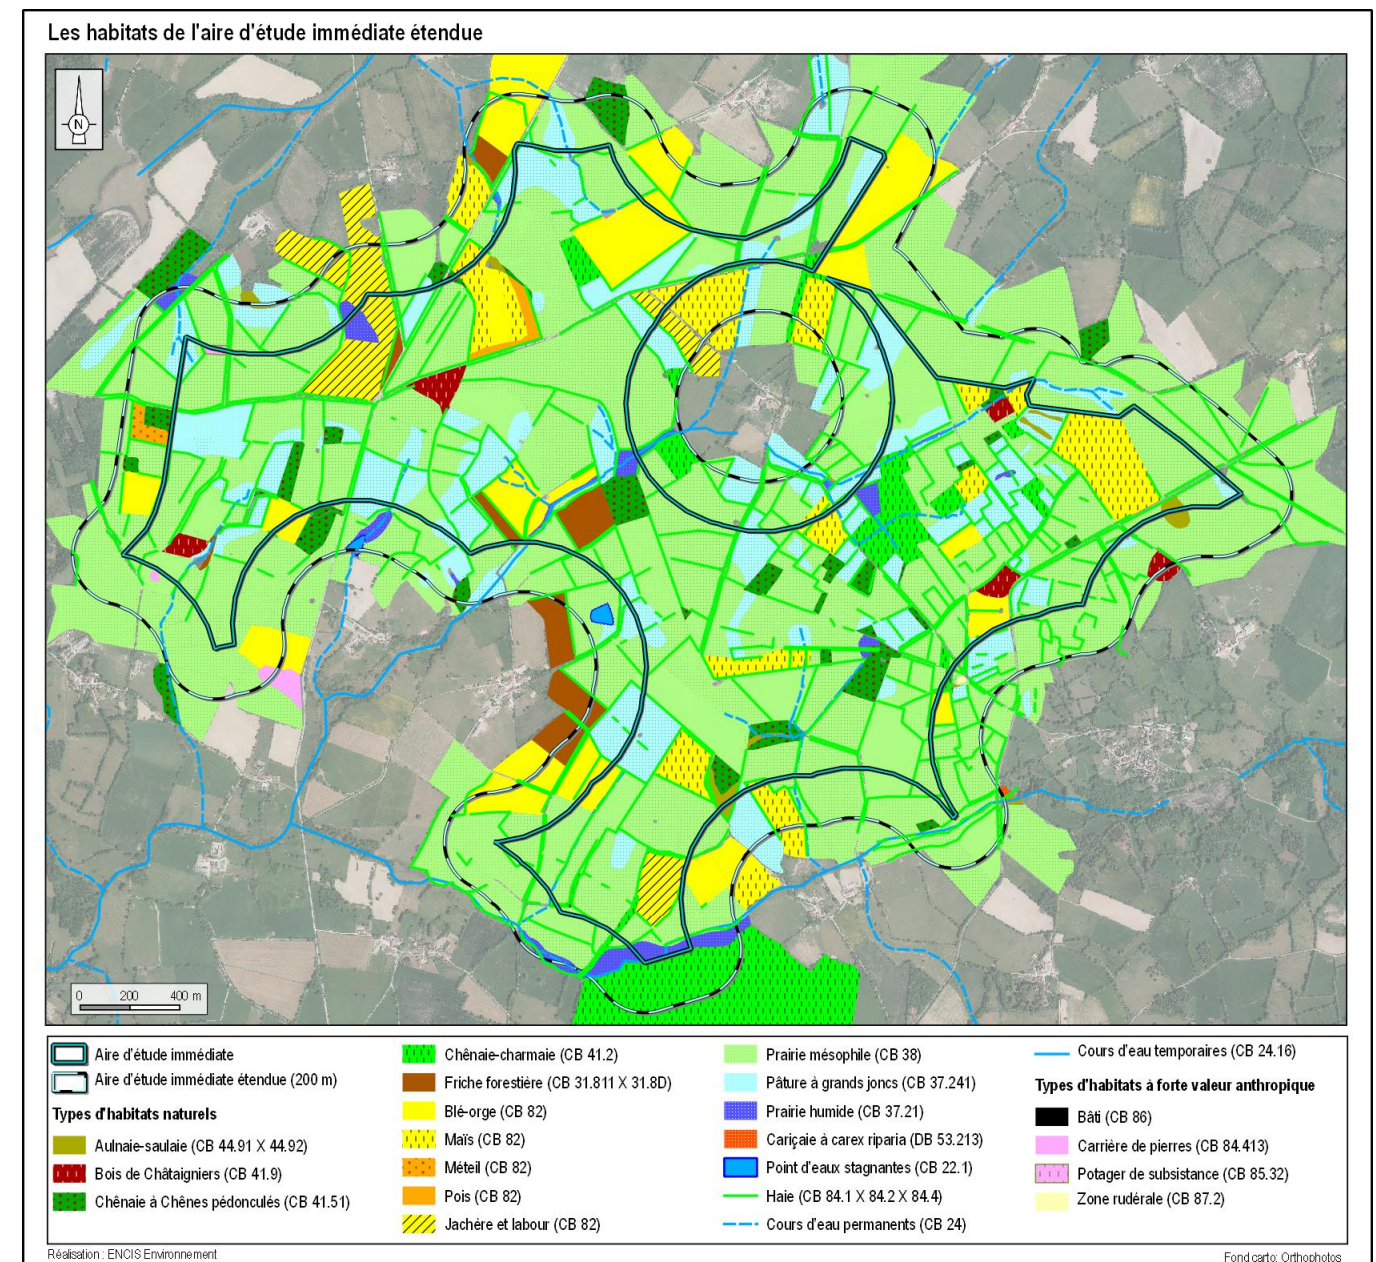 Les habitats de l'aire d'étude immédiate étendue
N
0 200 400 m
Aire d'étude immédiate
Aire d'étude immédiate étendue (200 m)
Types d'habitats naturels
Aulnaie-saulaie (CB 44.91 X 44.92)
Bois de Châtaigniers (CB 41.9)
Chênaie à Chênes pédonculés (CB 41.51)
Chênaie-charmaie (CB 41.2)
Friche forestière (CB 31.811 X 31.8D)
Blé-orge (CB 82)
Maïs (CB 82)
Méteil (CB 82)
Pois (CB 82)
Jachère et labour (CB 82)
Prairie mésophile (CB 38)
Pâture à grands joncs (CB 37.241)
Prairie humide (CB 37.21)
Cariçaie à carex riparia (DB 53.213)
Point d'eaux stagnantes (CB 22.1)
Haie (CB 84.1 X 84.2 X 84.4)
Cours d'eau permanents (CB 24)
Cours d'eau temporaires (CB 24.16)
Types d'habitats à forte valeur anthropique
Bâti (CB 86)
Carrière de pierres (CB 84.413)
Potager de subsistance (CB 85.32)
Zone rudérale (CB 87.2)
Réalisation : ENCIS Environnement
Fond carto: Orthophotos